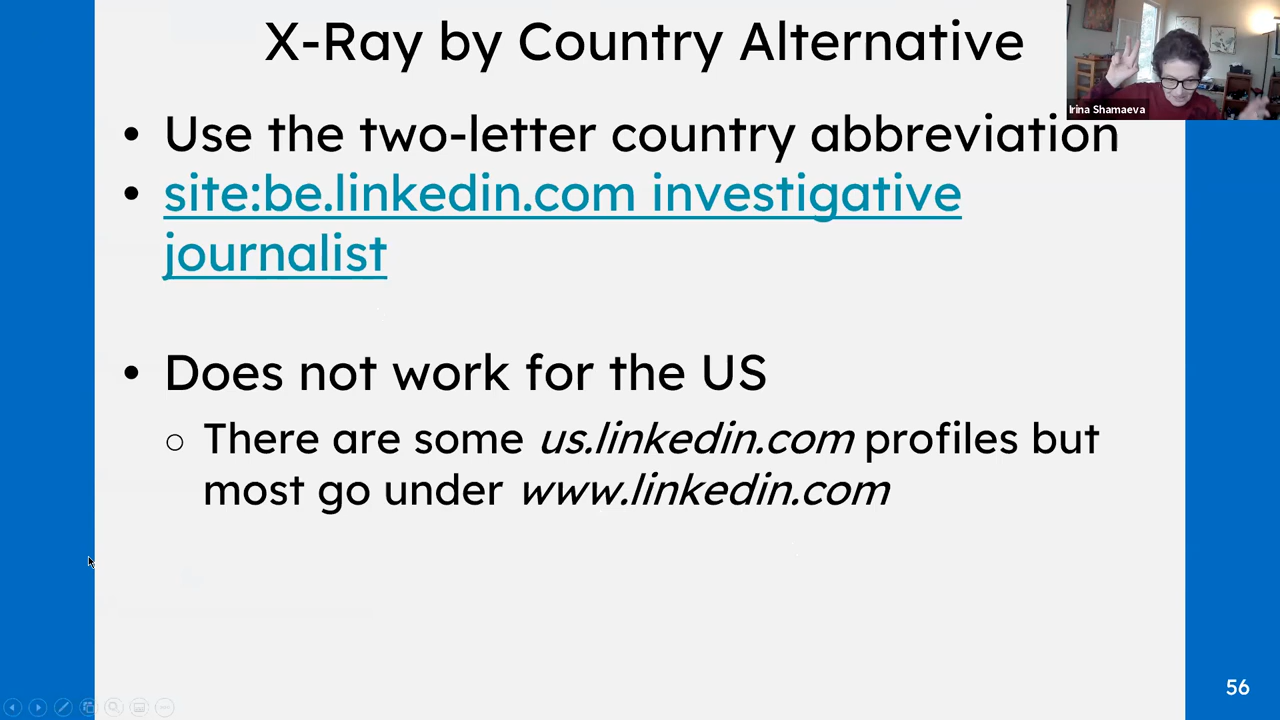 X-Ray by Country Alternative
Irina Shamaeva
• Use the two-letter country abbreviation
• site:be.linkedin.com investigative
journalist
• Does not work for the US
○ There are some us.linkedin.com profiles but
most go under www.linkedin.com
56